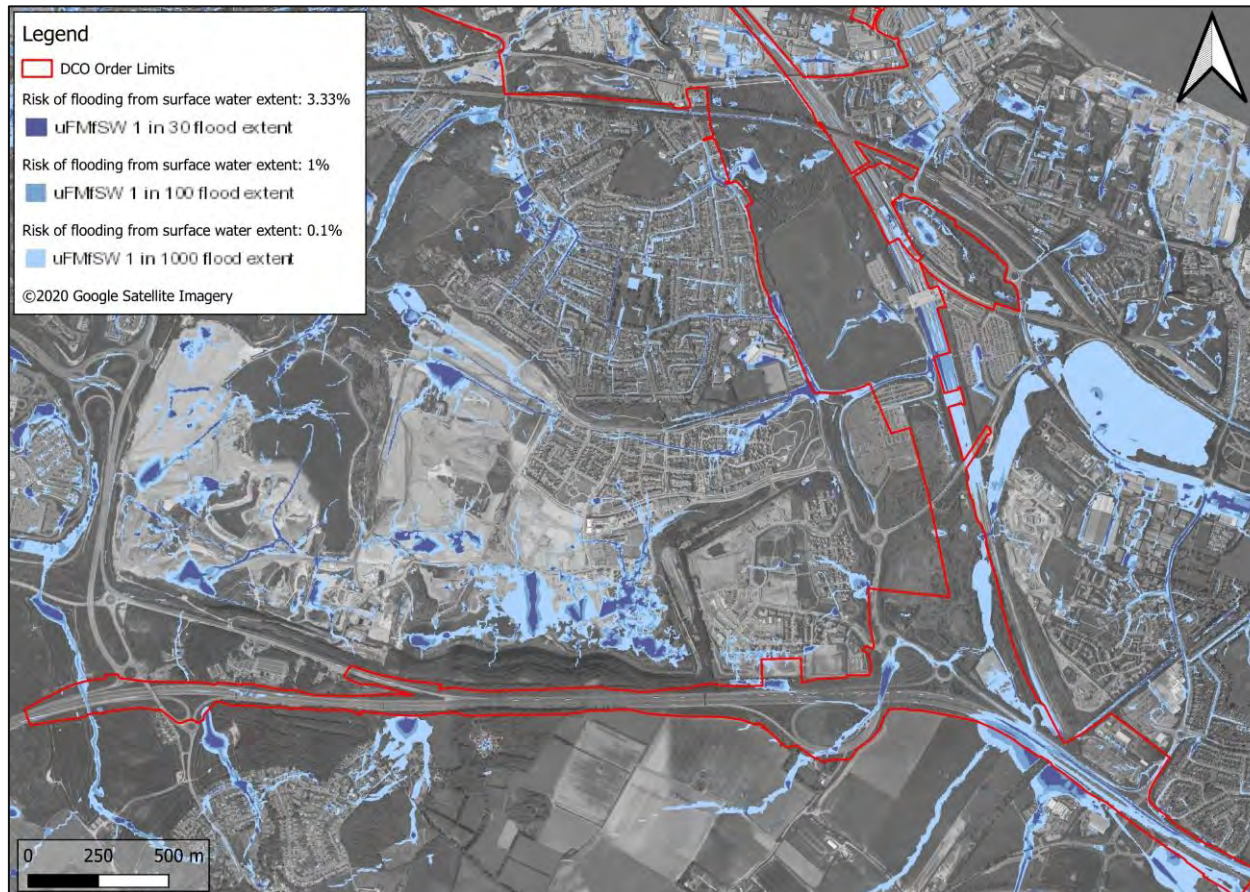 Legend
DCO Order Limits
Risk of flooding from surface water extent: 3.33%
uFMfSW 1 in 30 flood extent
Risk of flooding from surface water extent: 1%
uFMfSW 1 in 100 flood extent
Risk of flooding from surface water extent: 0.1%
uFMfSW 1 in 1000 flood extent
©2020 Google Satellite Imagery
0 250 500 m